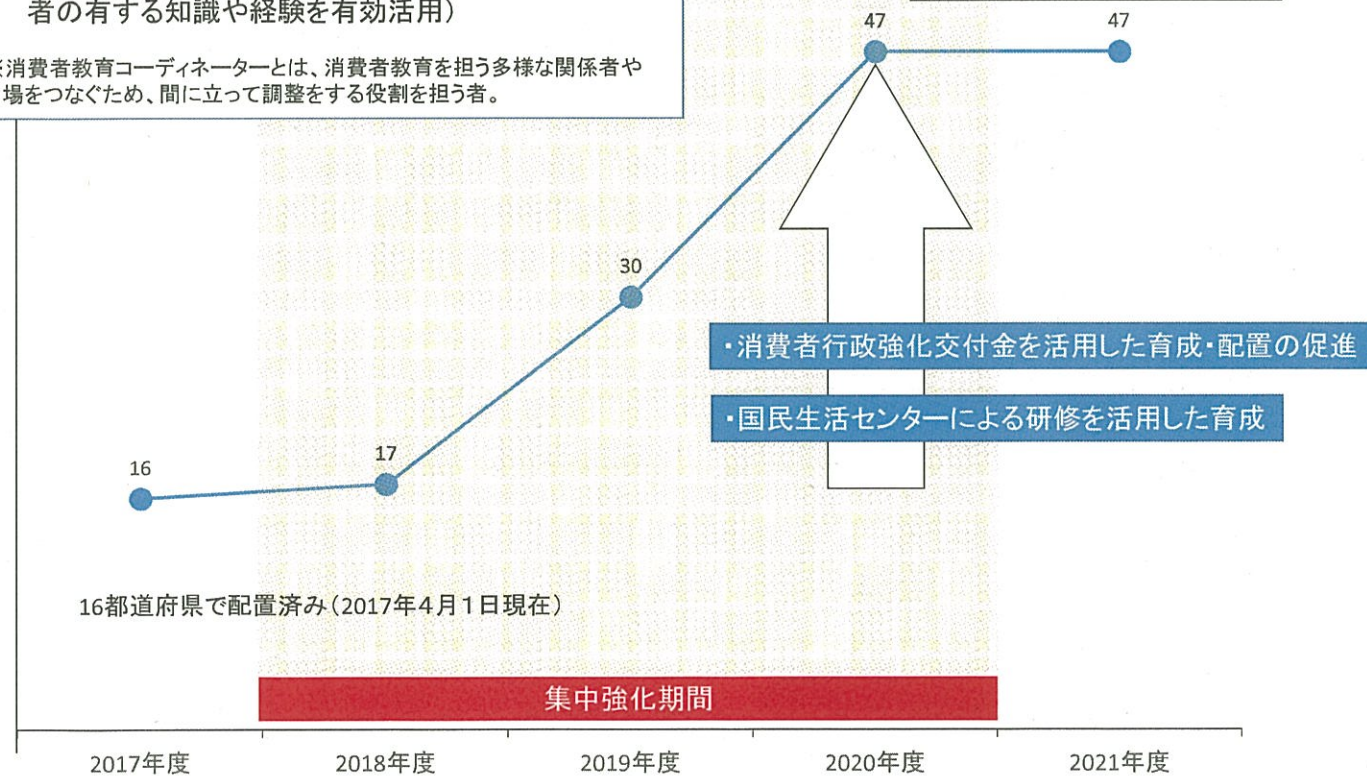 者の有する知識や経験を有効活用)
※消費者教育コーディネーターとは、消費者教育を担う多様な関係者や
場をつなぐため、間に立って調整をする役割を担う者。
47
47
30
・消費者行政強化交付金を活用した育成・配置の促進
・国民生活センターによる研修を活用した育成
17
16
16都道府県で配置済み(2017年4月1日現在)
集中強化期間
2017年度
2018年度
2019年度
2020年度
2021年度